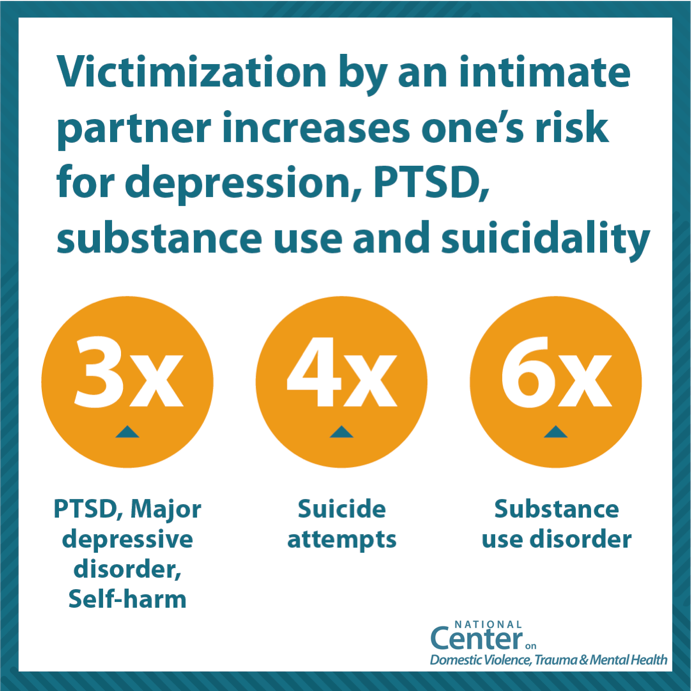 Victimization by an intimate
partner increases one’s risk
for depression, PTSD,
substance use and suicidality
3x
4x
6x
PTSD, Major
depressive
disorder,
Self-harm
Suicide
attempts
Substance
use disorder
NATIONAL
Center on
Domestic Violence, Trauma & Mental Health